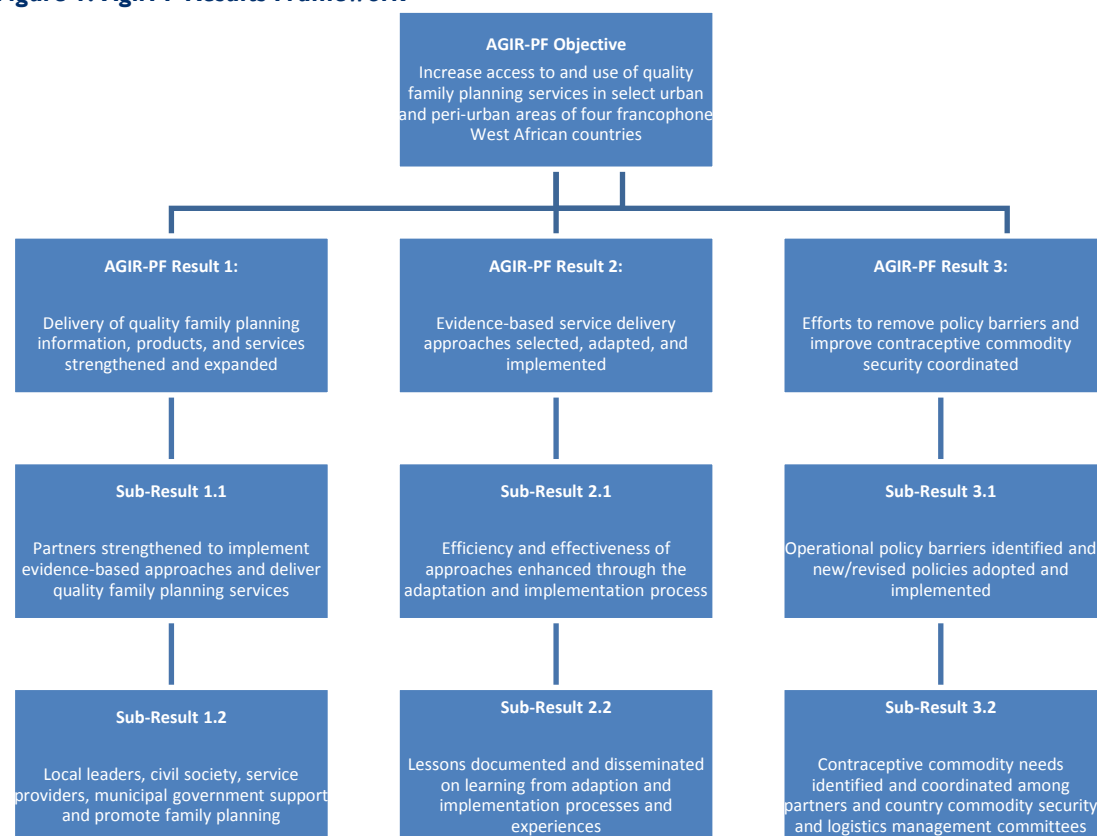 AGIR-PF Objective
Increase access to and use of quality
family planning services in select urban
and peri-urban areas of four francophone
West African countries
AGIR-PF Result 1:
Delivery of quality family planning
information, products, and services
strengthened and expanded
AGIR-PF Result 2:
Evidence-based service delivery
approaches selected, adapted, and
implemented
AGIR-PF Result 3:
Efforts to remove policy barriers and
improve contraceptive commodity
security coordinated
Sub-Result 1.1
Partners strengthened to implement
evidence-based approaches and deliver
quality family planning services
Sub-Result 2.1
Efficiency and effectiveness of
approaches enhanced through the
adaptation and implementation process
Sub-Result 3.1
Operational policy barriers identified and
new/revised policies adopted and
implemented
Sub-Result 1.2
Local leaders, civil society, service
providers, municipal government support
and promote family planning
Sub-Result 2.2
Lessons documented and disseminated
on learning from adaption and
implementation processes and
experiences
Sub-Result 3.2
Contraceptive commodity needs
identified and coordinated among
partners and country commodity security
and logistics management committees